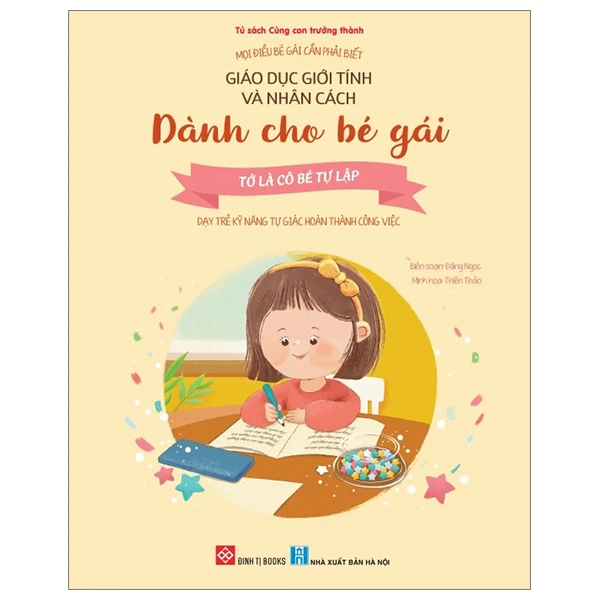 Tủ sách Cùng con trưởng thành
MỌI ĐIỀU BÉ GÁI CẦN PHẢI BIẾT
GIÁO DỤC GIỚI TÍNH
VÀ NHÂN CÁCH
Dành cho bé gái
TỚ LÀ CÔ BÉ TỰ LẬP
DẠY TRẺ KỸ NĂNG TỰ GIÁC HOÀN THÀNH CÔNG VIỆC
Biên soạn: Đăng Ngọc
Minh họa: Thiên Thảo
ĐINH TỊ BOOKS
NHÀ XUẤT BẢN HÀ NỘI